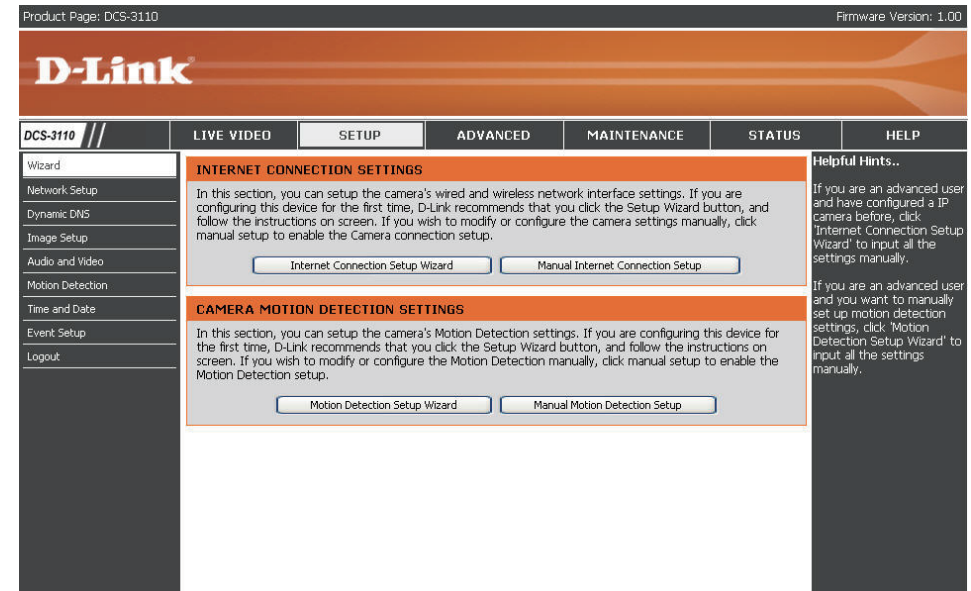 Product Page: DCS-3110
Firmware Version: 1.00
D-Link
DCS-3110
LIVE VIDEO
SETUP
ADVANCED
MAINTENANCE
STATUS
HELP
Wizard
Network Setup
Dynamic DNS
Image Setup
Audio and Video
Motion Detection
Time and Date
Event Setup
Logout
INTERNET CONNECTION SETTINGS
In this section, you can setup the camera's wired and wireless network interface settings. If you are
configuring this device for the first time, D-Link recommends that you click the Setup Wizard button, and
follow the instructions on screen. If you wish to modify or configure the camera settings manually, click
manual setup to enable the Camera connection setup.
Internet Connection Setup Wizard
Manual Internet Connection Setup
CAMERA MOTION DETECTION SETTINGS
In this section, you can setup the camera's Motion Detection settings. If you are configuring this device for
the first time, D-Link recommends that you click the Setup Wizard button, and follow the instructions on
screen. If you wish to modify or configure the Motion Detection manually, click manual setup to enable the
Motion Detection setup.
Motion Detection Setup Wizard
Manual Motion Detection Setup
Helpful Hints..
If you are an advanced user
and have configured a IP
camera before, click
'Internet Connection Setup
Wizard' to input all the
settings manually.
If you are an advanced user
and you want to manually
set up motion detection
settings, click 'Motion
Detection Setup Wizard' to
input all the settings
manually.